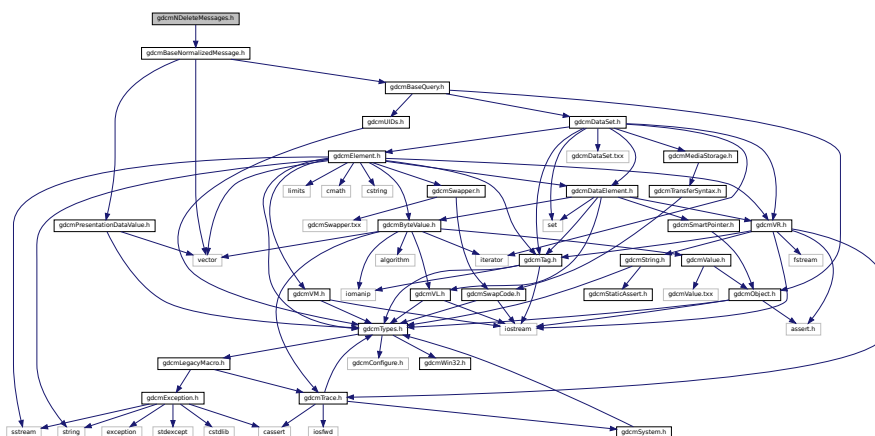 gdcmNDeleteMessages.h
gdcmBaseNormalizedMessage.h
gdcmBaseQuery.h
gdcmUIDs.h
gdcmDataSet.h
gdcmElement.h
gdcmDataSet.txx
gdcmMediaStorage.h
limits
cmath
cstring
gdcmSwapper.h
gdcmDataElement.h
gdcmTransferSyntax.h
gdcmPresentationDataValue.h
gdcmSwapper.txx
gdcmByteValue.h
set
gdcmSmartPointer.h
gdcmVR.h
vector
algorithm
iterator
gdcmTag.h
gdcmString.h
gdcmValue.h
fstream
gdcmVM.h
iomanip
gdcmVL.h
gdcmSwapCode.h
gdcmStaticAssert.h
gdcmValue.txx
gdcmObject.h
gdcmTypes.h
iostream
assert.h
gdcmLegacyMacro.h
gdcmConfigure.h
gdcmWin32.h
gdcmException.h
gdcmTrace.h
sstream
string
exception
stdexcept
cstdlib
cassert
iosfwd
gdcmSystem.h